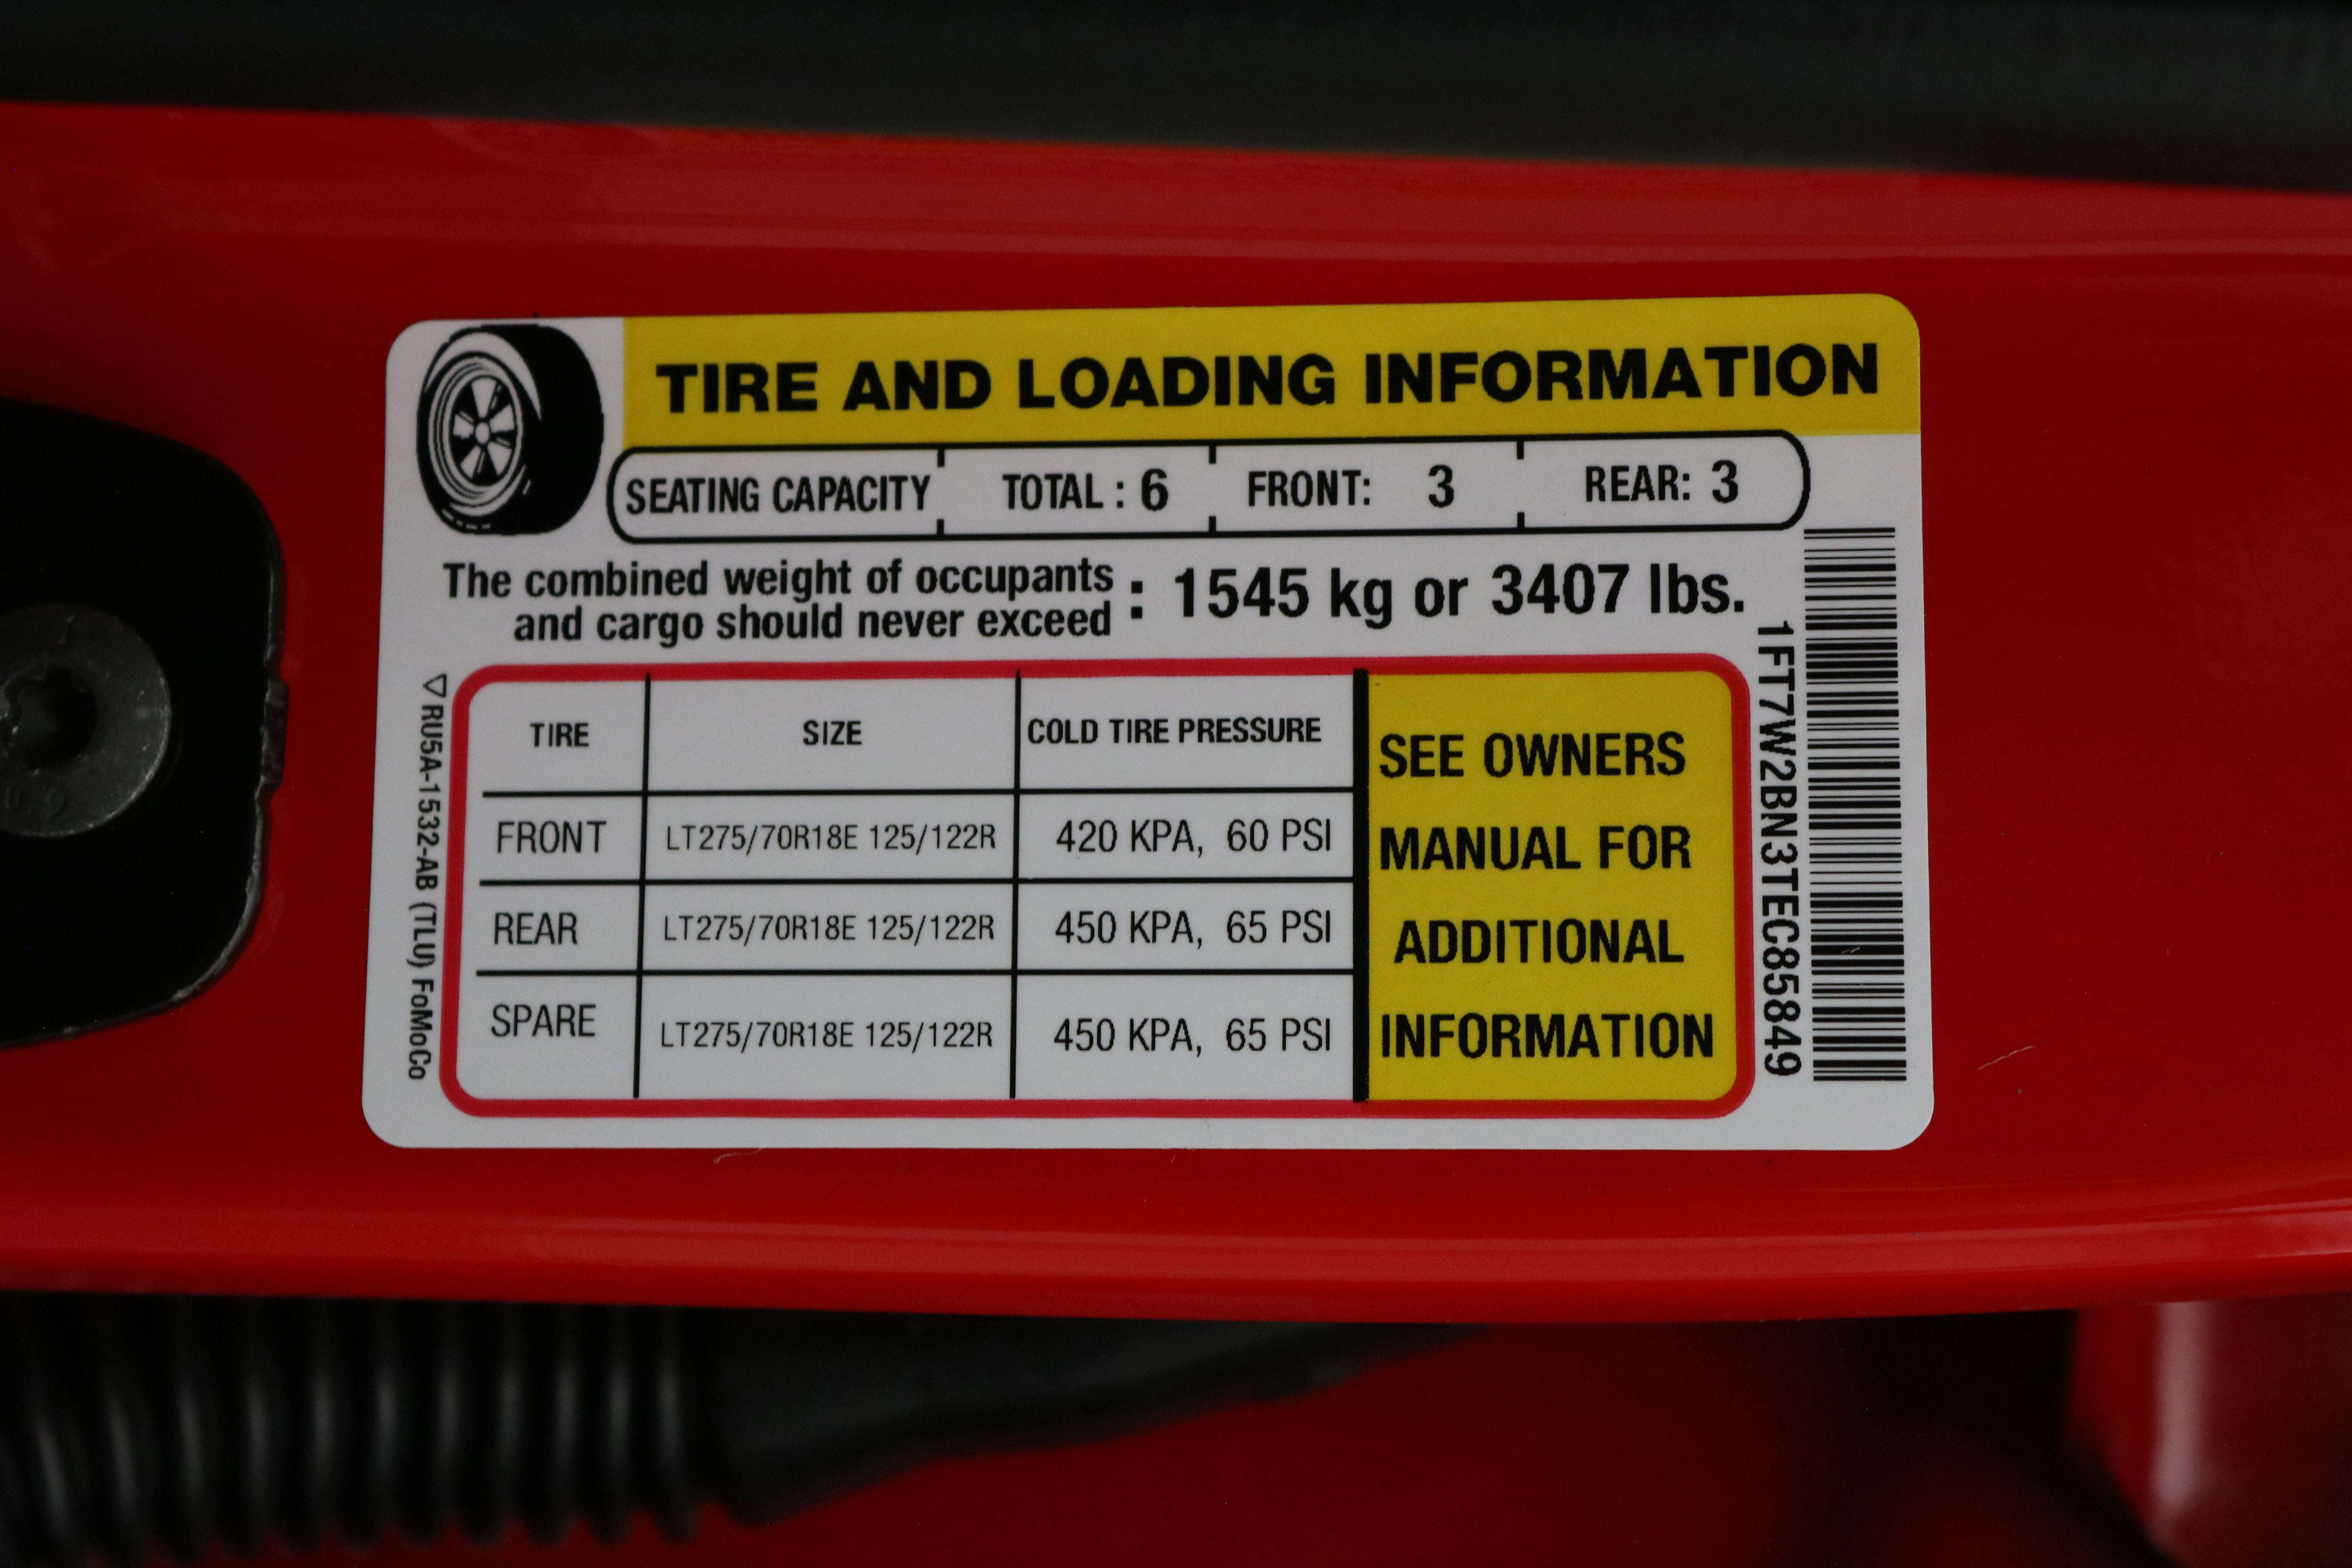 TIRE AND LOADING INFORMATION
SEATING CAPACITY TOTAL : 6 FRONT: 3 REAR: 3
The combined weight of occupants
and cargo should never exceed : 1545 kg or 3407 lbs.
TIRE SIZE COLD TIRE PRESSURE
FRONT LT275/70R18E 125/122R 420 KPA, 60 PSI
REAR LT275/70R18E 125/122R 450 KPA, 65 PSI
SPARE LT275/70R18E 125/122R 450 KPA, 65 PSI
SEE OWNERS
MANUAL FOR
ADDITIONAL
INFORMATION
RU5A-1532-AB (TLU) FoMoCo
1FT7W2BN3TEC85849